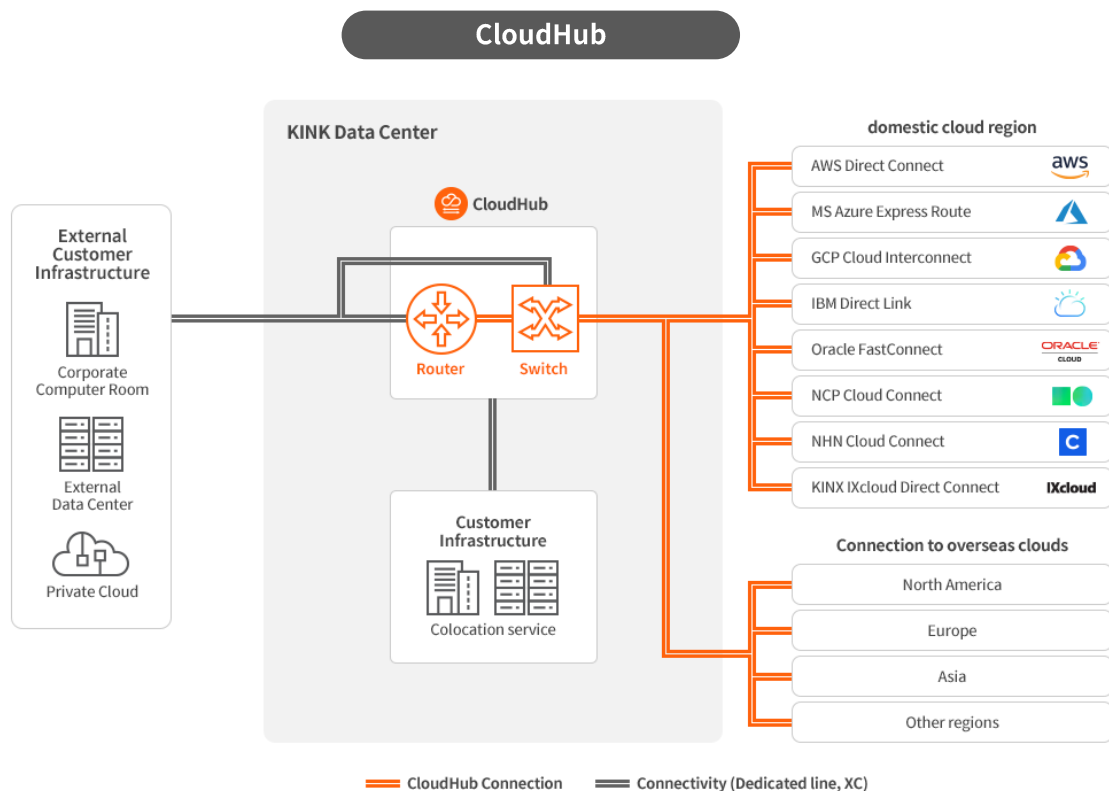 CloudHub
KINK Data Center
domestic cloud region
AWS Direct Connect
aws
MS Azure Express Route
GCP Cloud Interconnect
IBM Direct Link
Oracle FastConnect
ORACLE
CLOUD
NCP Cloud Connect
NHN Cloud Connect
C
KINX IXcloud Direct Connect
IXcloud
CloudHub
Router
Switch
External
Customer
Infrastructure
Corporate
Computer Room
External
Data Center
Private Cloud
Customer
Infrastructure
Colocation service
Connection to overseas clouds
North America
Europe
Asia
Other regions
CloudHub Connection
Connectivity (Dedicated line, XC)